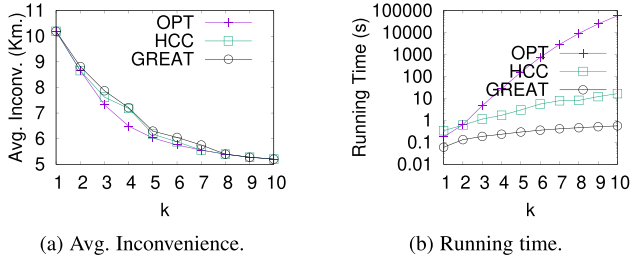 Avg. Inconv. (Km.)
11
10
9
8
7
6
5
OPT
HCC
GREAT
1 2 3 4 5 6 7 8 9 10
k
(a) Avg. Inconvenience.
Running Time (s)
100000
10000
1000
100
10
1
0.1
0.01
OPT
HCC
GREAT
1 2 3 4 5 6 7 8 9 10
k
(b) Running time.